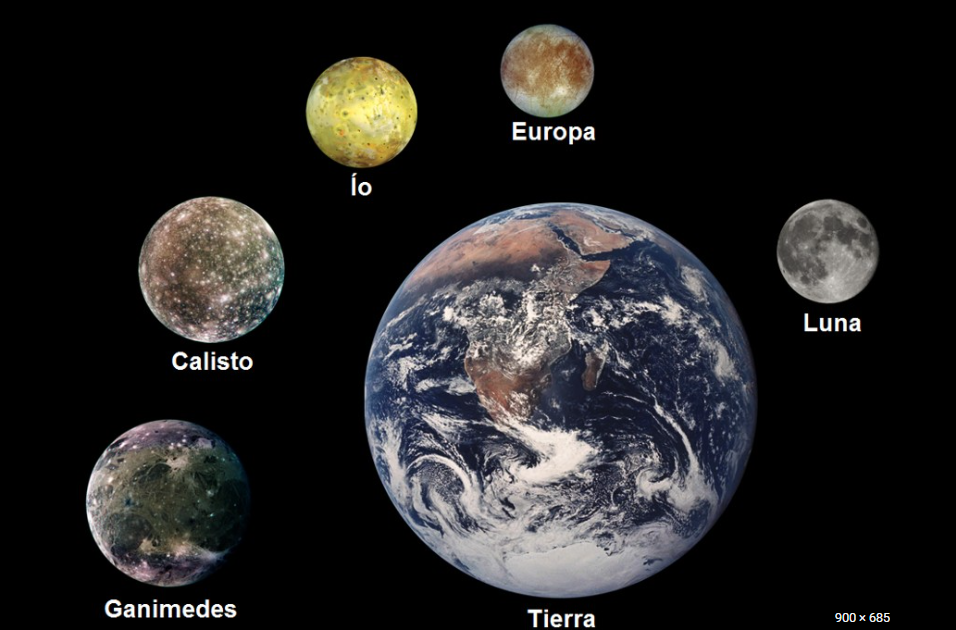 Europa
Ío
Luna
Calisto
Ganimedes
Tierra
900 × 685